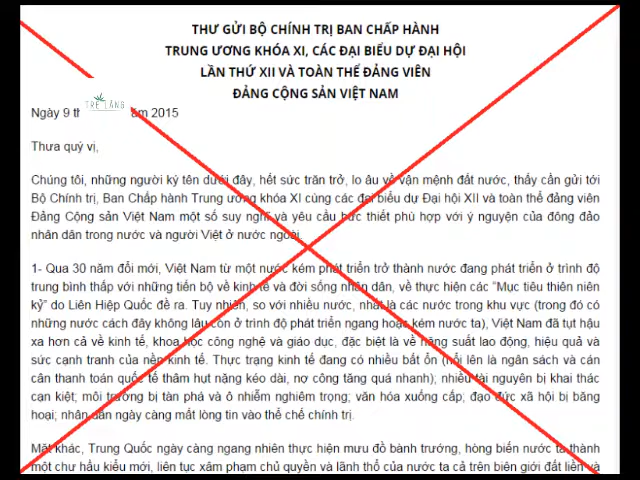 THƯ GỬI BỘ CHÍNH TRỊ BAN CHẤP HÀNH
TRUNG ƯƠNG KHÓA XI, CÁC ĐẠI BIỂU DỰ ĐẠI HỘI
LẦN THỨ XII VÀ TOÀN THỂ ĐẢNG VIÊN
ĐẢNG CỘNG SẢN VIỆT NAM
TRE LÀNG
Ngày 9 th ăm 2015
Thưa quý vị,
Chúng tôi, những người ký tên dưới đây, hết sức trăn trở, lo âu về vận mệnh đất nước, thấy cần gửi tới
Bộ Chính trị, Ban Chấp hành Trung ương khóa XI cùng các đại biểu dự Đại hội XII và toàn thể đảng viên
Đảng Cộng sản Việt Nam một số suy nghĩ và yêu cầu bức thiết phù hợp với ý nguyện của đông đảo
nhân dân trong nước và người Việt ở nước ngoài.
1- Qua 30 năm đổi mới, Việt Nam từ một nước kém phát triển trở thành nước đang phát triển ở trình độ
trung bình thấp với những tiến bộ về kinh tế và đời sống nhân dân, về thực hiện các “Mục tiêu thiên niên
kỷ” do Liên Hiệp Quốc đề ra. Tuy nhiên, so với nhiều nước, nhất là các nước trong khu vực (trong đó có
những nước cách đây không lâu còn ở trình độ phát triển ngang hoặc kém nước ta), Việt Nam đã tụt hậu
xa hơn cả về kinh tế, khoa học công nghệ và giáo dục, đặc biệt là về năng suất lao động, hiệu quả và
sức cạnh tranh của nền kinh tế. Thực trạng kinh tế đang có nhiều bất ổn (nổi lên là ngân sách và cán
cân thanh toán quốc tế thâm hụt nặng kéo dài, nợ công tăng quá nhanh); nhiều tài nguyên bị khai thác
cạn kiệt; môi trường bị tàn phá và ô nhiễm nghiêm trọng; văn hóa xuống cấp; đạo đức xã hội bị băng
hoại; nhân dân ngày càng mất lòng tin vào thể chế chính trị.
Mặt khác, Trung Quốc ngày càng ngang nhiên thực hiện mưu đồ bành trướng, hòng biến nước ta thành
một chư hầu kiểu mới, liên tục xâm phạm chủ quyền và lãnh thổ của nước ta cả trên biên giới đất liền và